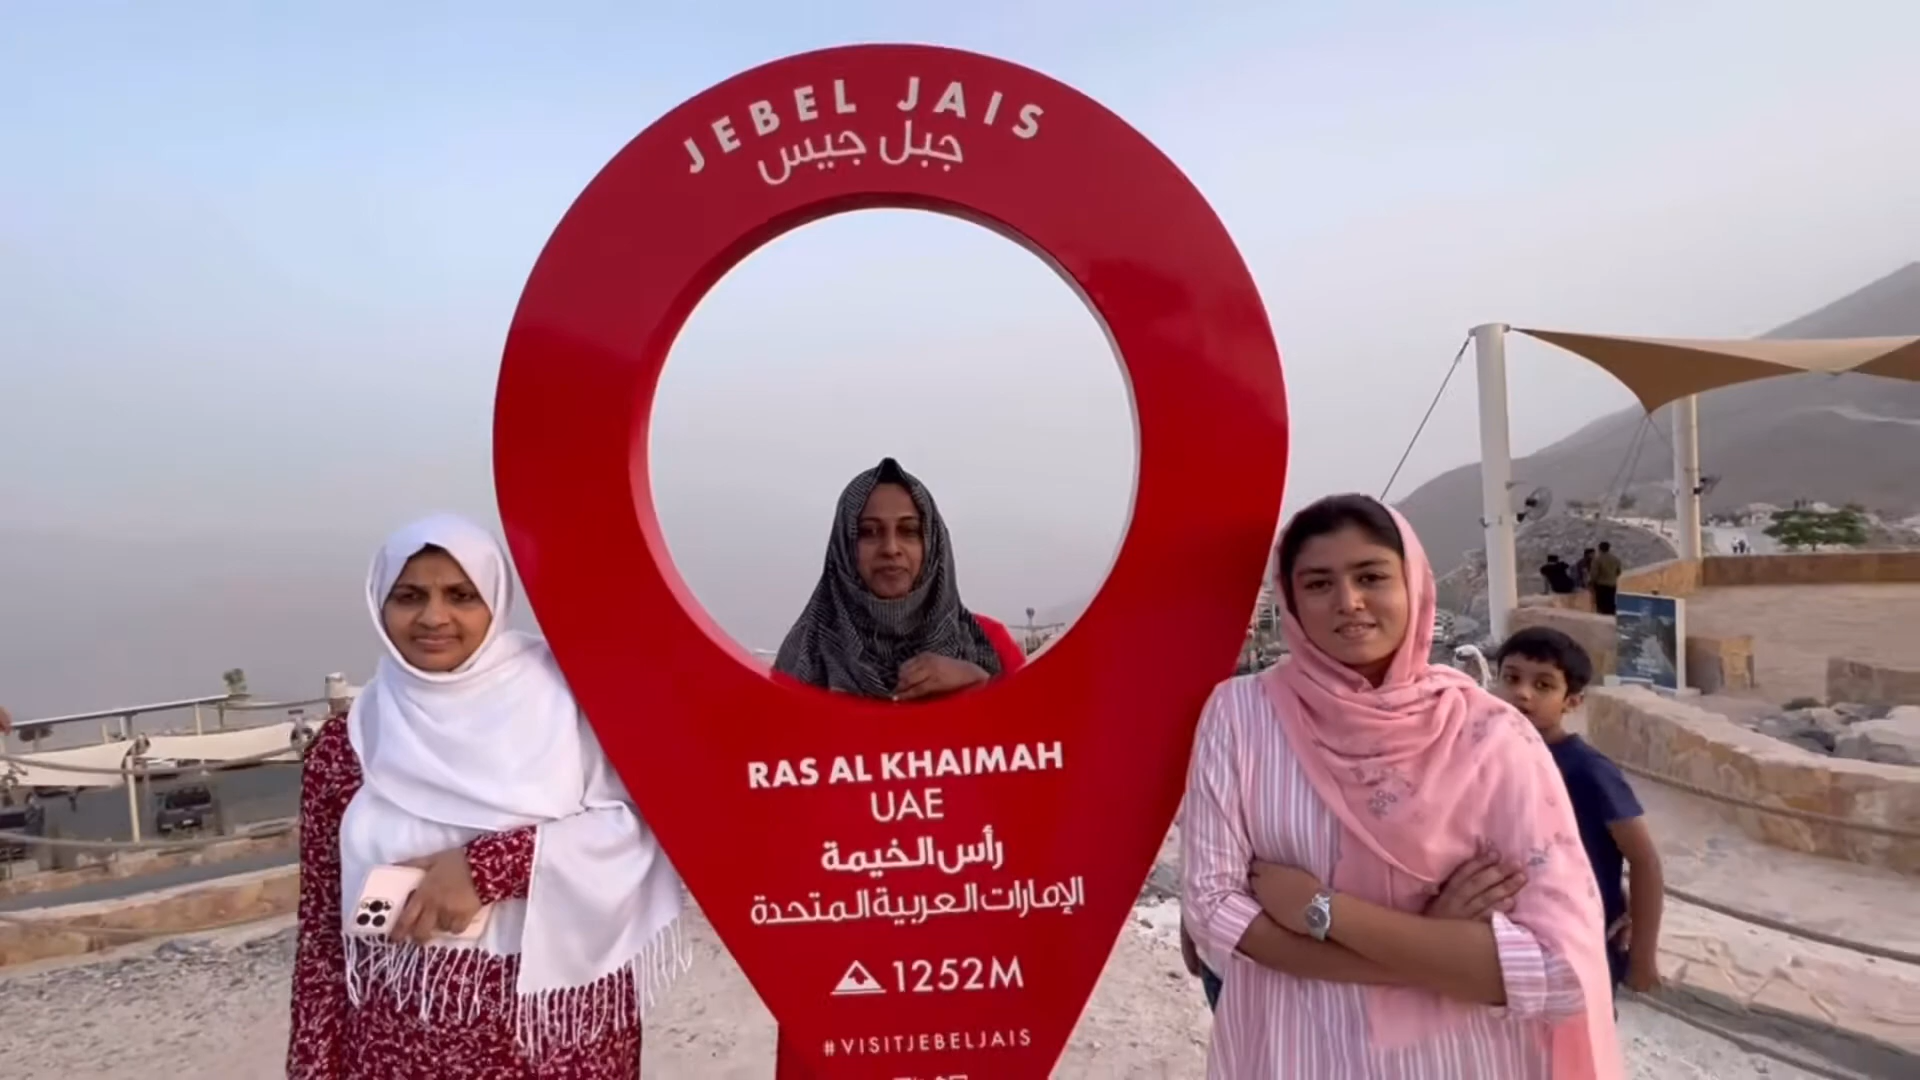 JEBEL JAIS
جبل جيس
RAS AL KHAIMAH
UAE
رأس الخيمة
الإمارات العربية المتحدة
1252M
#VISITJEBELJAIS